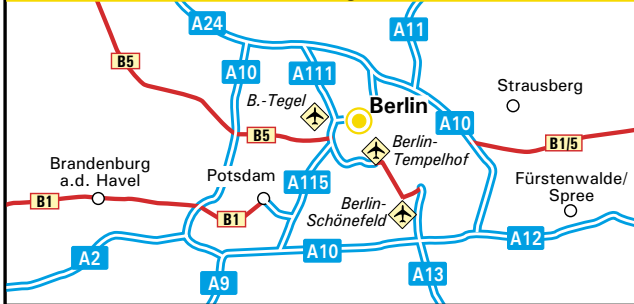 A24
A11
B5
A10
A111
B.-Tegel
Berlin
Strausberg
A10
B5
Berlin-
Tempelhof
B1/5
Brandenburg
a.d. Havel
Potsdam
A115
Fürstenwalde/
Spree
B1
B1
Berlin-
Schönefeld
A2
A10
A12
A9
A13